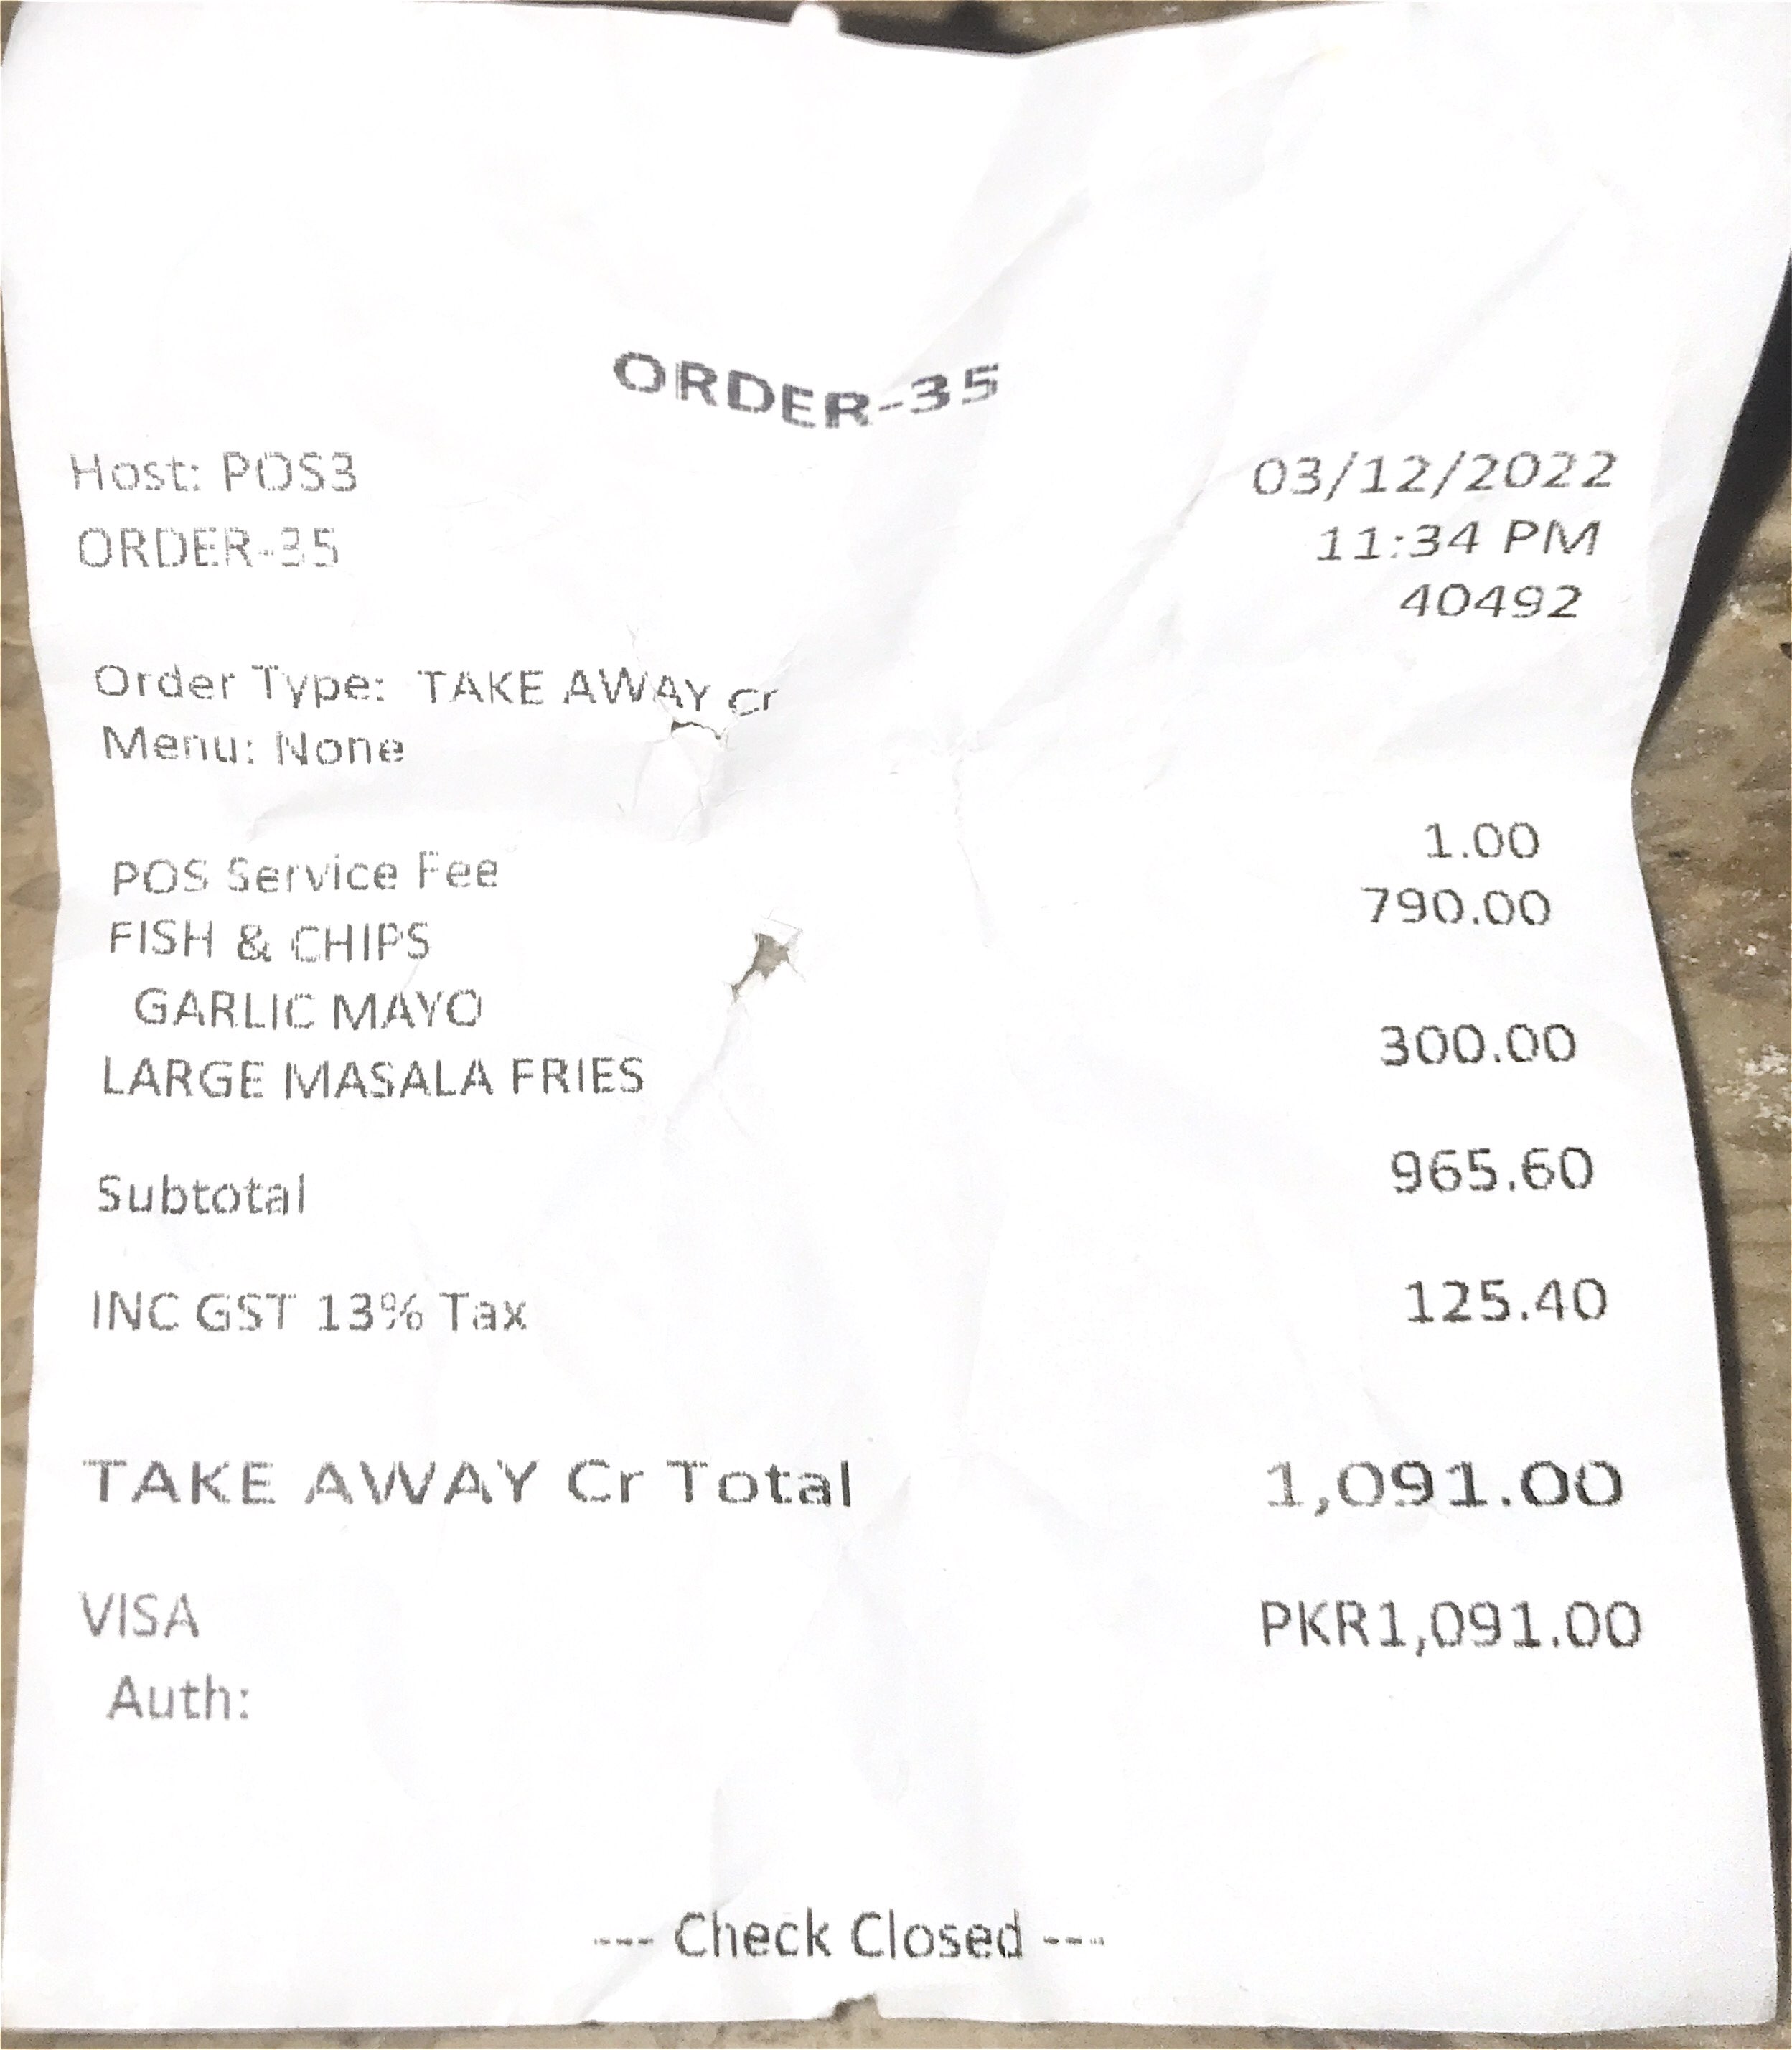 ORDER-35
Host: POS3 03/12/2022
ORDER-35 11:34 PM
40492
Order Type: TAKE AWAY Cr
Menu: None
POS Service Fee 1.00
FISH & CHIPS 790.00
GARLIC MAYO
LARGE MASALA FRIES 300.00
Subtotal 965.60
INC GST 13% Tax 125.40
TAKE AWAY Cr Total 1,091.00
VISA PKR1,091.00
Auth:
--- Check Closed ---